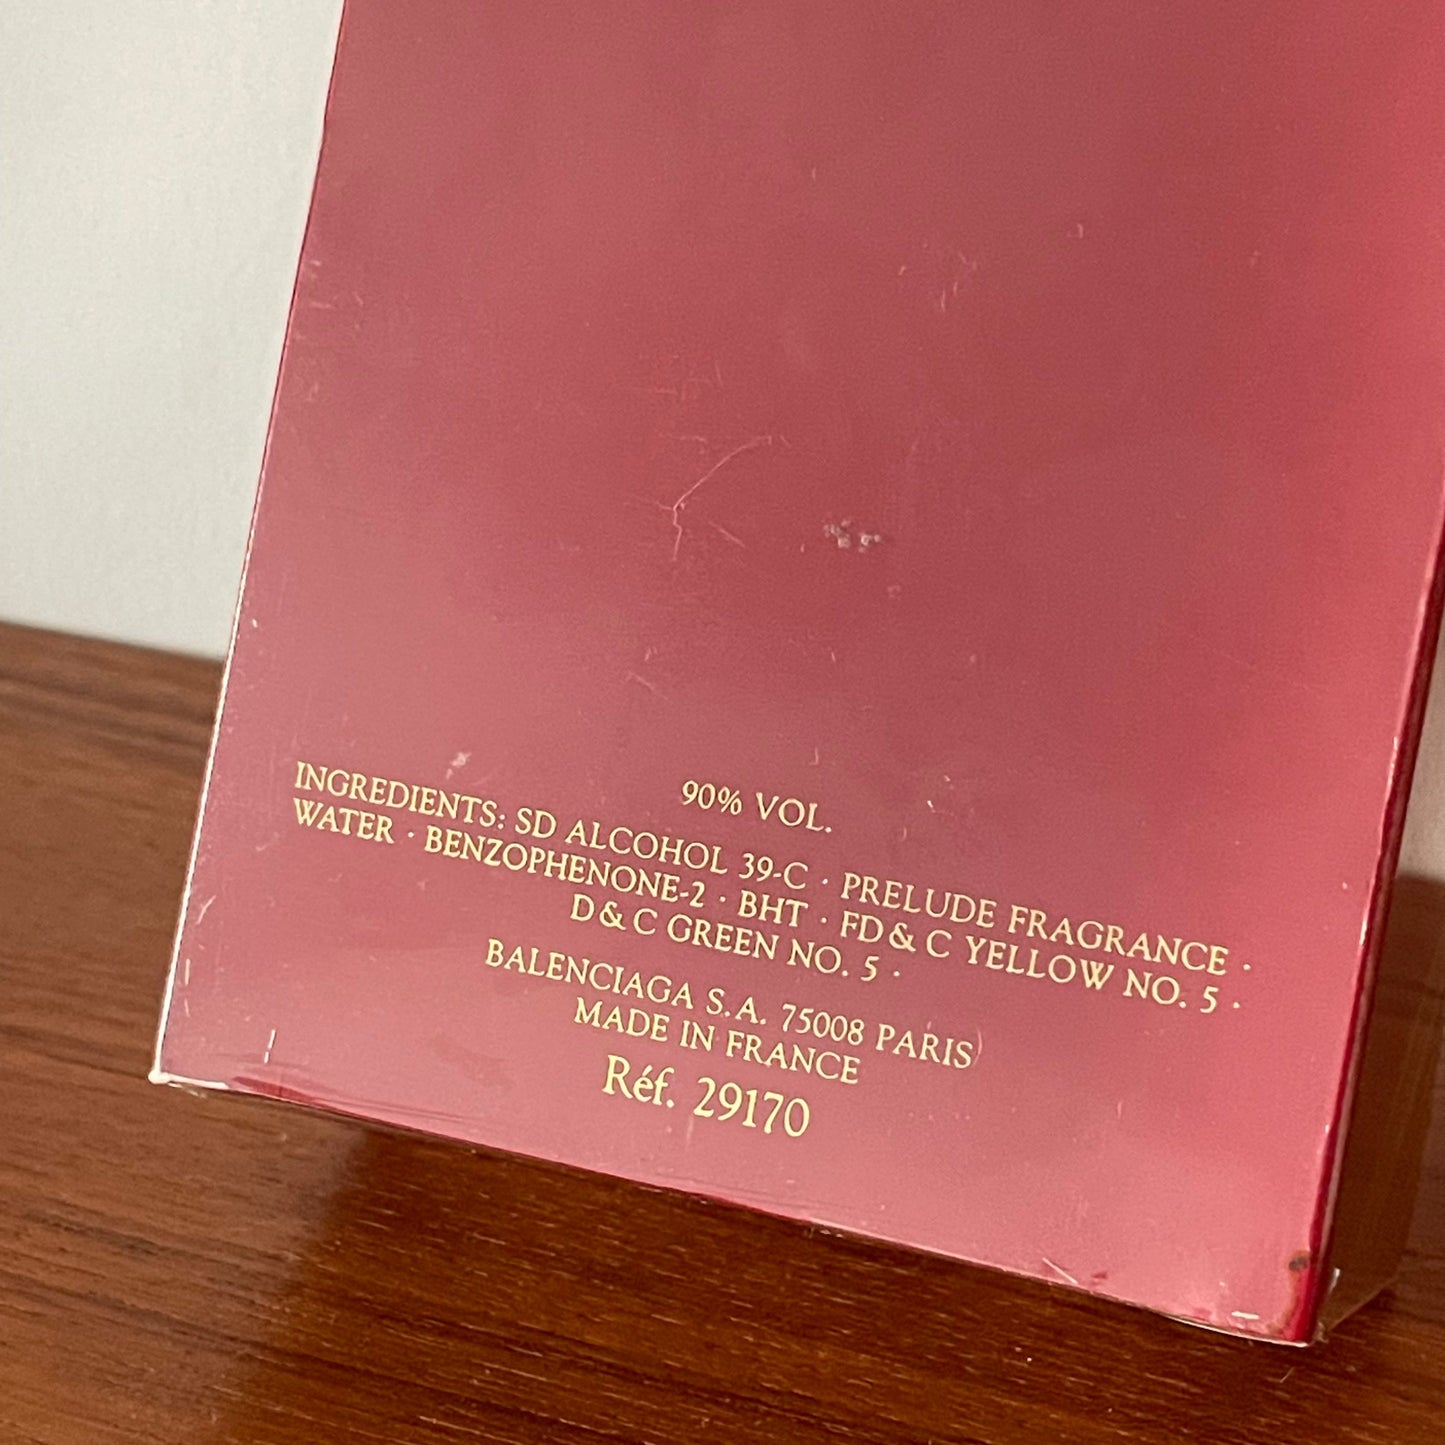 90% VOL.
INGREDIENTS: SD ALCOHOL 39-C · PRELUDE FRAGRANCE ·
WATER · BENZOPHENONE-2 · BHT · FD & C YELLOW NO. 5 ·
D & C GREEN NO. 5 ·
BALENCIAGA S.A. 75008 PARIS
MADE IN FRANCE
Réf. 29170